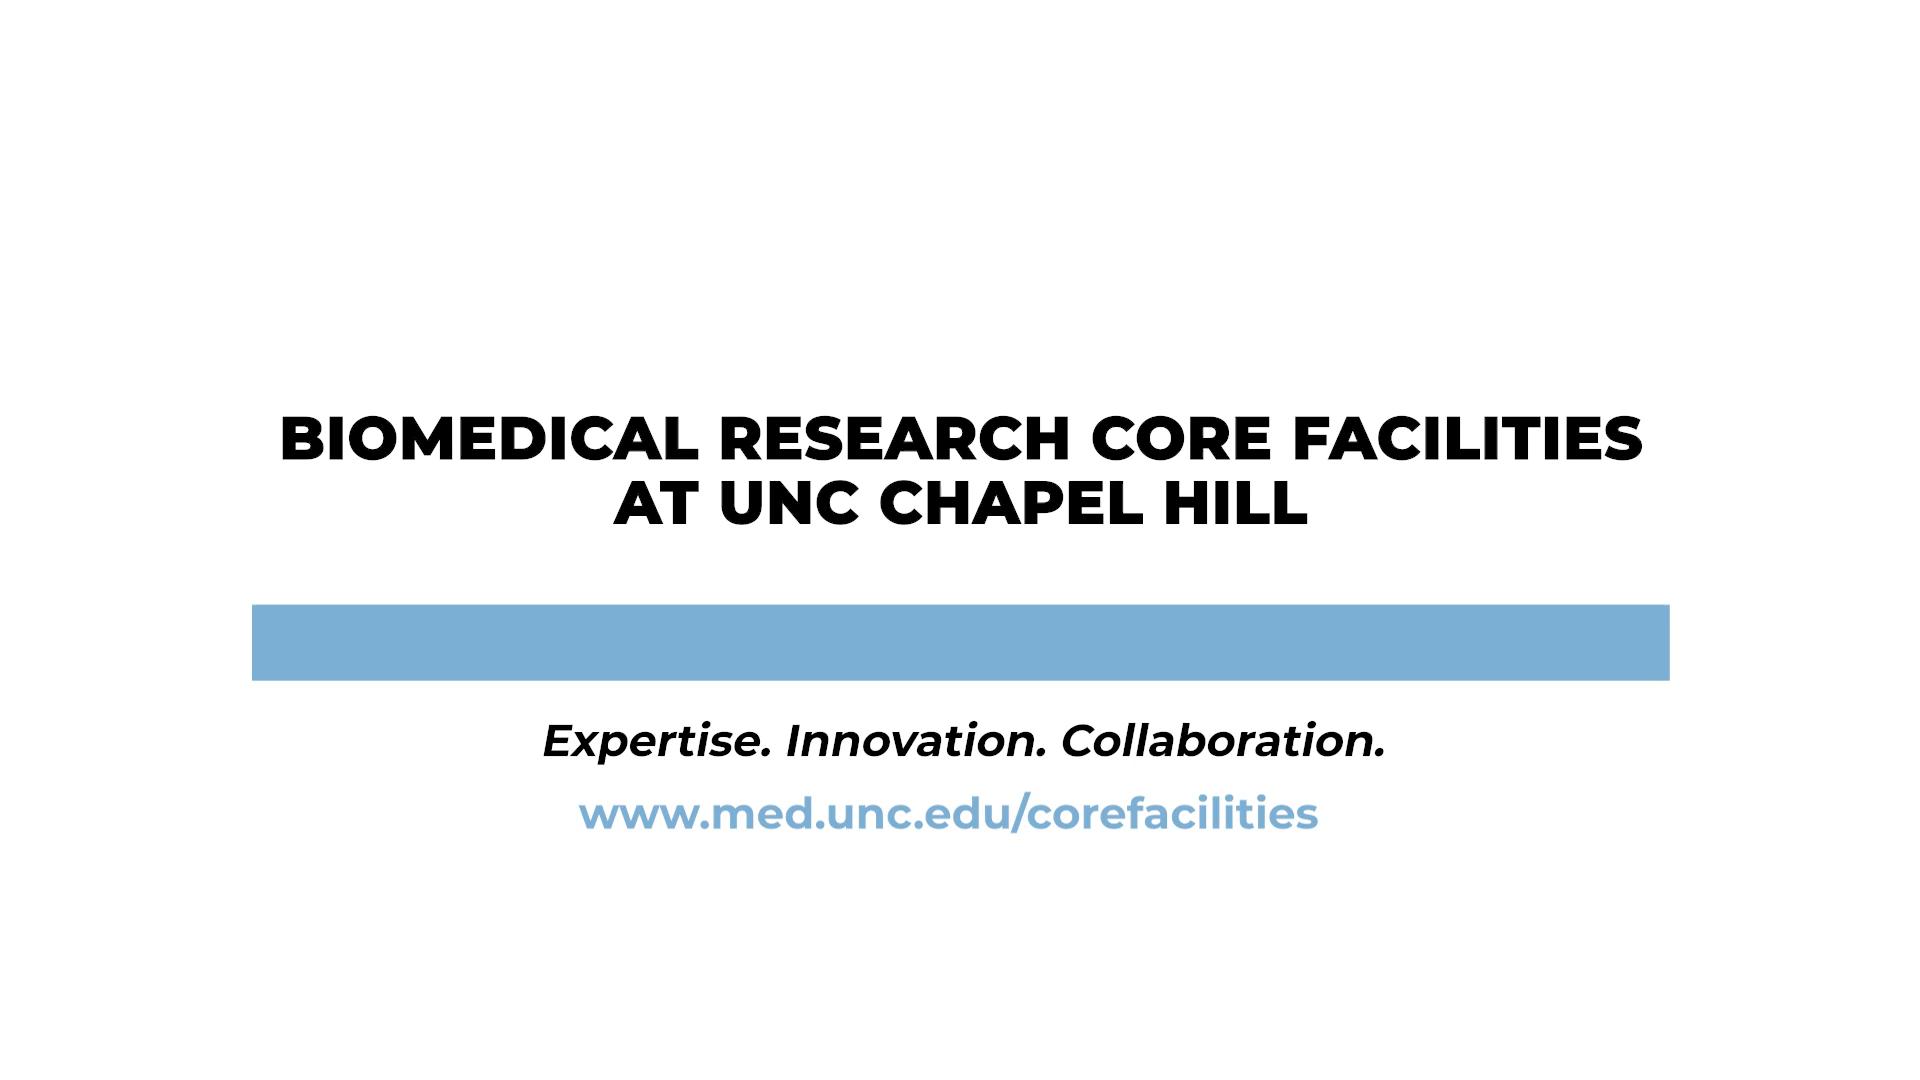 BIOMEDICAL RESEARCH CORE FACILITIES
AT UNC CHAPEL HILL
Expertise. Innovation. Collaboration.
www.med.unc.edu/corefacilities